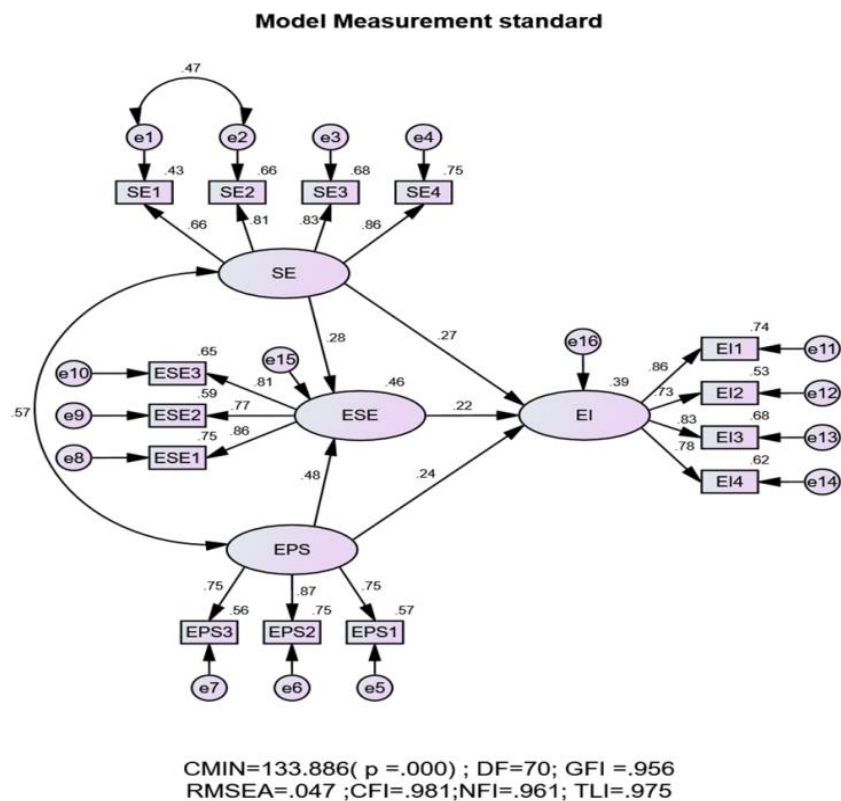 Model Measurement standard
.47
e1 e2 e3 e4
.43 .66 .68 .75
SE1 SE2 SE3 SE4
.66 .81 .83 .86
SE
.28 .27
.57
e10 ESE3 .65 .81
e9 ESE2 .59 .77
e8 ESE1 .75 .86
e15
ESE .46
.22
e16
EI .39
.86 EI1 .74 e11
.73 EI2 .53 e12
.83 EI3 .68 e13
.78 EI4 .62 e14
.48 .24
EPS
.75 .87 .75
.56 .75 .57
EPS3 EPS2 EPS1
e7 e6 e5
CMIN=133.886( p =.000) ; DF=70; GFI =.956
RMSEA=.047 ;CFI=.981;NFI=.961; TLI=.975